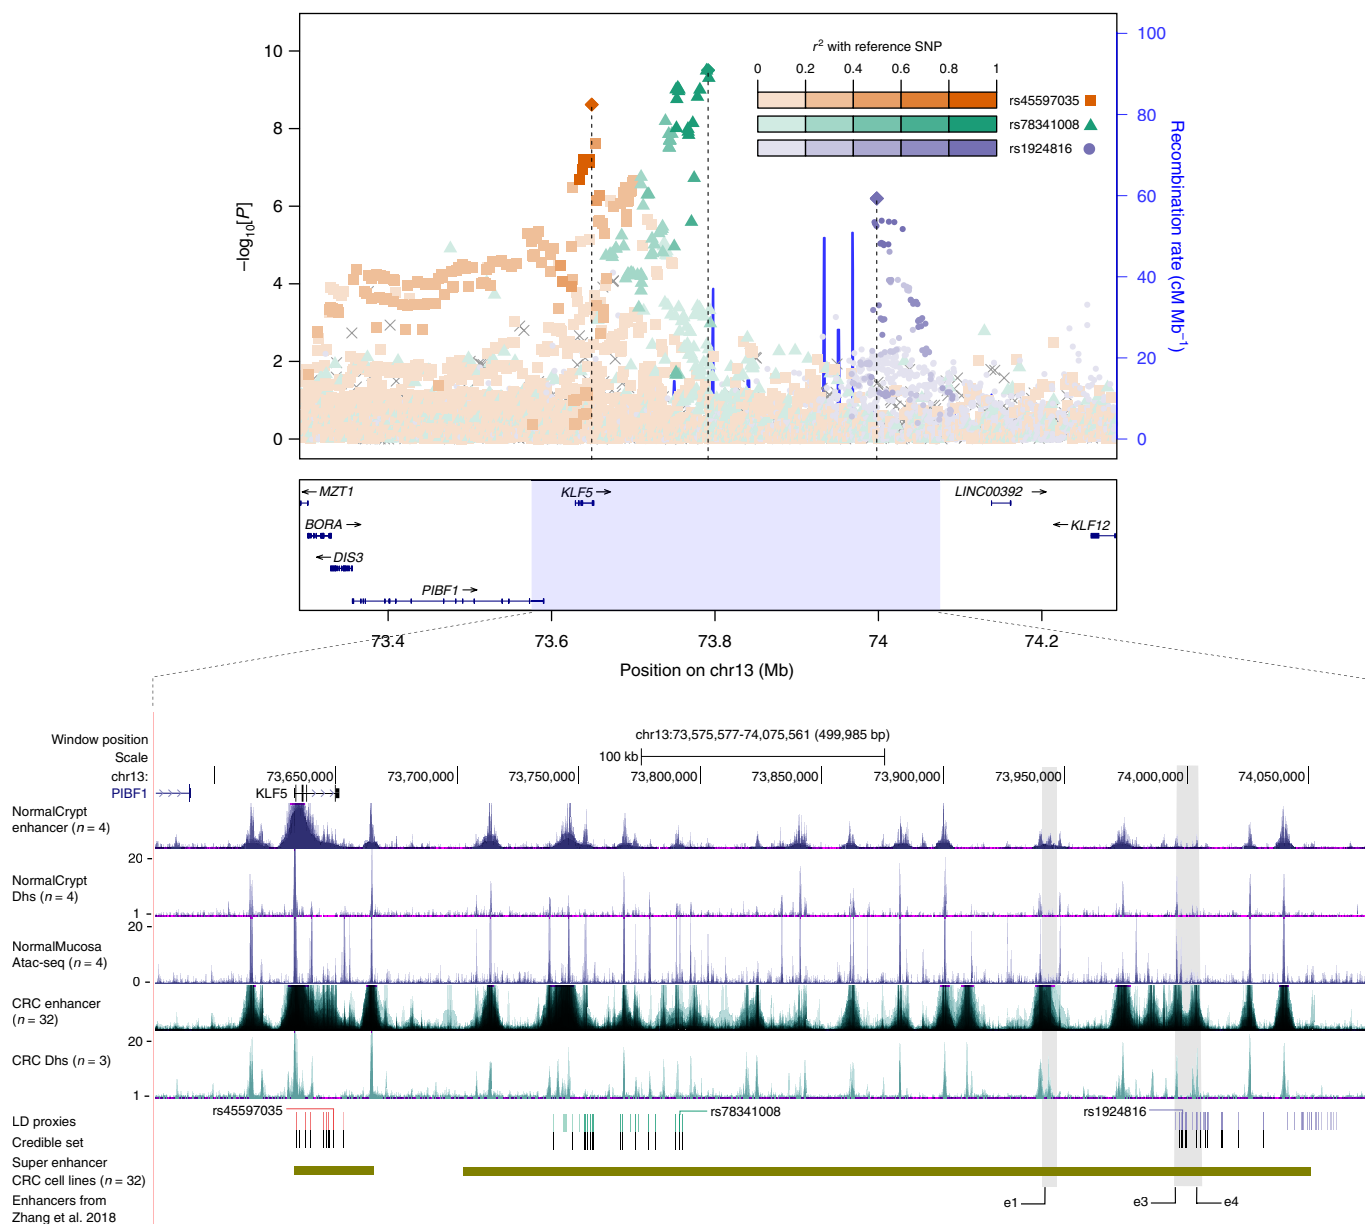 r² with reference SNP
0 0.2 0.4 0.6 0.8 1
rs45597035
rs78341008
rs1924816
10
8
6
4
2
0
–log₁₀[P]
100
80
60
40
20
0
Recombination rate (cM Mb⁻¹)
MZT1
KLF5
LINC00392
BORA
KLF12
DIS3
PIBF1
73.4 73.6 73.8 74 74.2
Position on chr13 (Mb)
Window position chr13:73,575,577-74,075,561 (499,985 bp)
Scale 100 kb
chr13: 73,650,000 73,700,000 73,750,000 73,800,000 73,850,000 73,900,000 73,950,000 74,000,000 74,050,000
PIBF1 KLF5
NormalCrypt
enhancer (n = 4)
20
NormalCrypt
Dhs (n = 4)
1
20
NormalMucosa
Atac-seq (n = 4)
0
CRC enhancer
(n = 32)
20
CRC Dhs (n = 3)
1
rs45597035 rs78341008 rs1924816
LD proxies
Credible set
Super enhancer
CRC cell lines (n = 32)
Enhancers from e1 e3 e4
Zhang et al. 2018